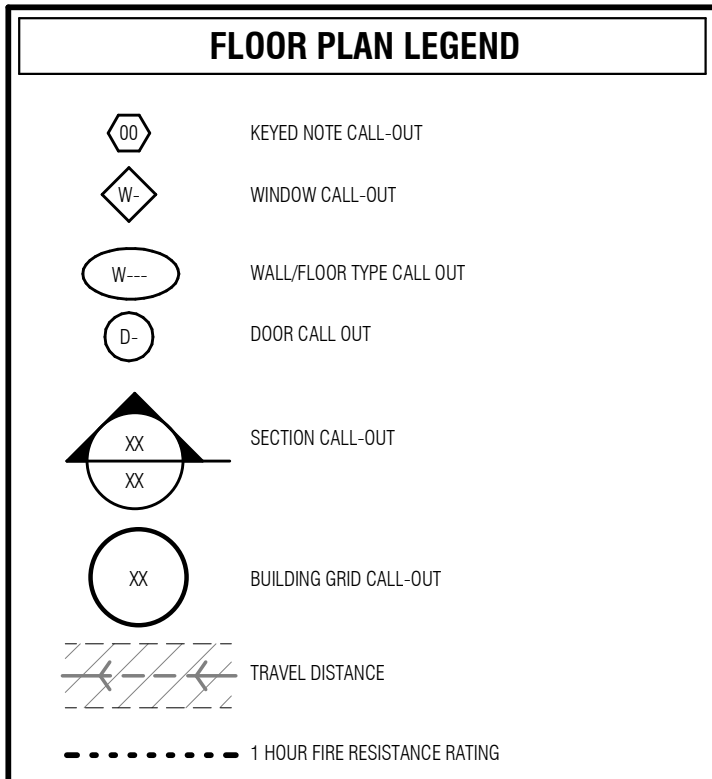 FLOOR PLAN LEGEND
00 KEYED NOTE CALL-OUT
W- WINDOW CALL-OUT
W--- WALL/FLOOR TYPE CALL OUT
D- DOOR CALL OUT
XX SECTION CALL-OUT
XX
XX BUILDING GRID CALL-OUT
TRAVEL DISTANCE
1 HOUR FIRE RESISTANCE RATING